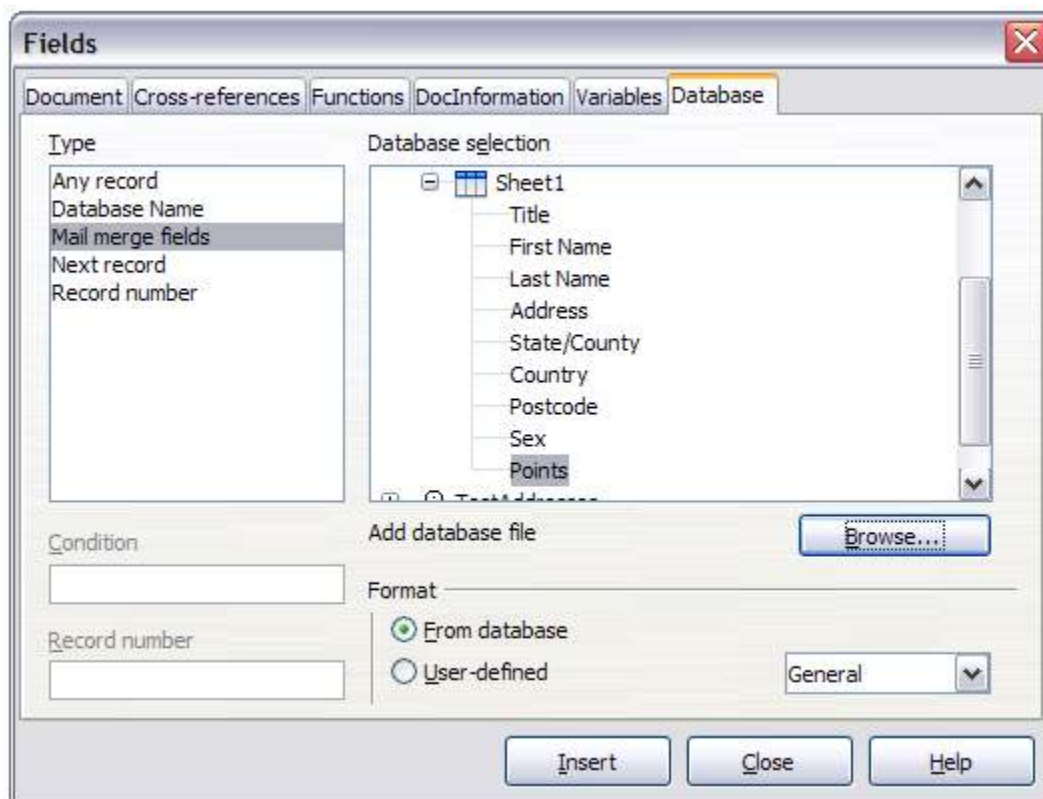 Fields
Document Cross-references Functions DocInformation Variables Database
Type
Any record
Database Name
Mail merge fields
Next record
Record number
Database selection
Sheet1
Title
First Name
Last Name
Address
State/County
Country
Postcode
Sex
Points
TestAddresses
Condition
Record number
Add database file
Browse...
Format
From database
User-defined
General
Insert Close Help